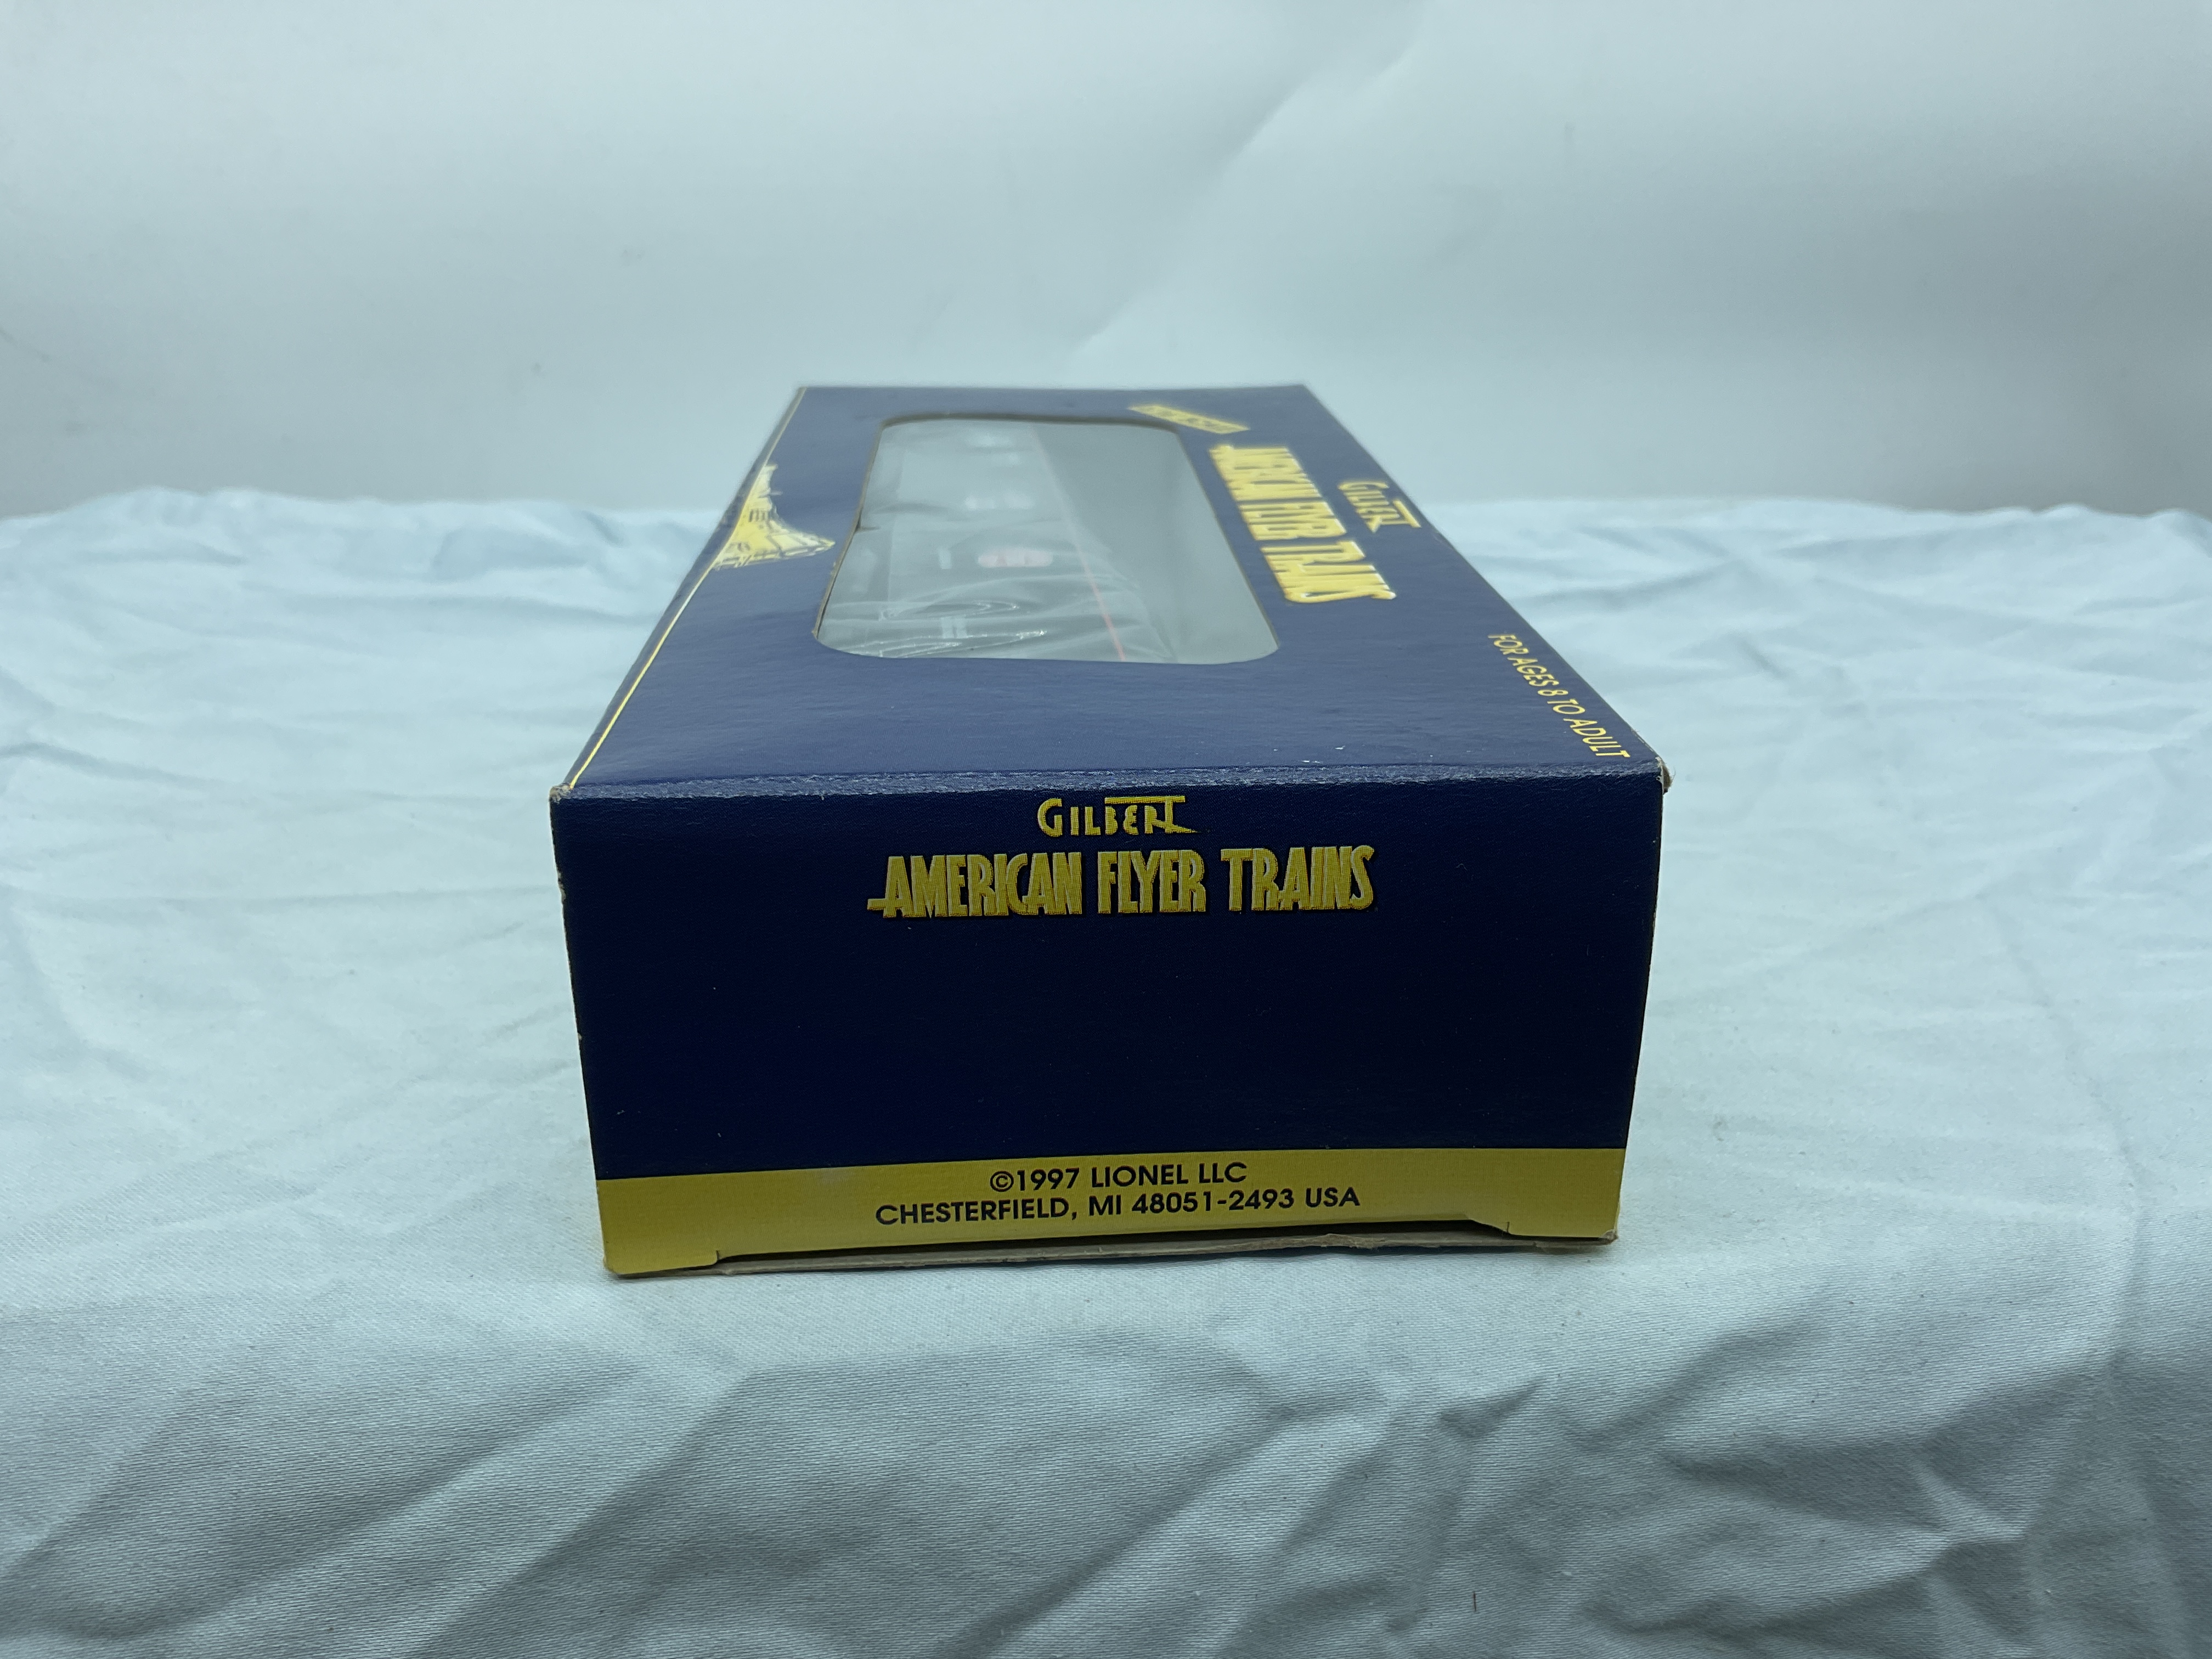 GILBERT
AMERICAN FLYER TRAINS
FOR AGES 8 TO ADULT
GILBERT
AMERICAN FLYER TRAINS
©1997 LIONEL LLC
CHESTERFIELD, MI 48051-2493 USA